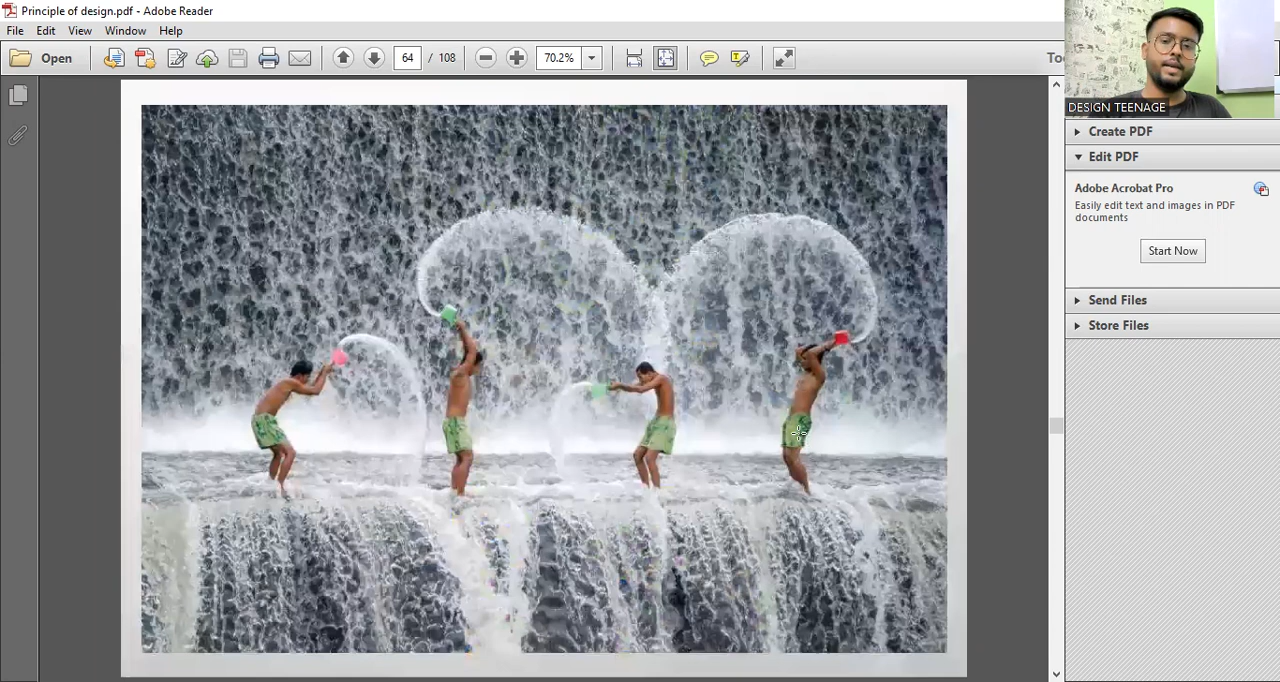 Principle of design.pdf - Adobe Reader
File Edit View Window Help
Open 64 / 108 70.2%
DESIGN TEENAGE
Create PDF
Edit PDF
Adobe Acrobat Pro
Easily edit text and images in PDF
documents
Start Now
Send Files
Store Files